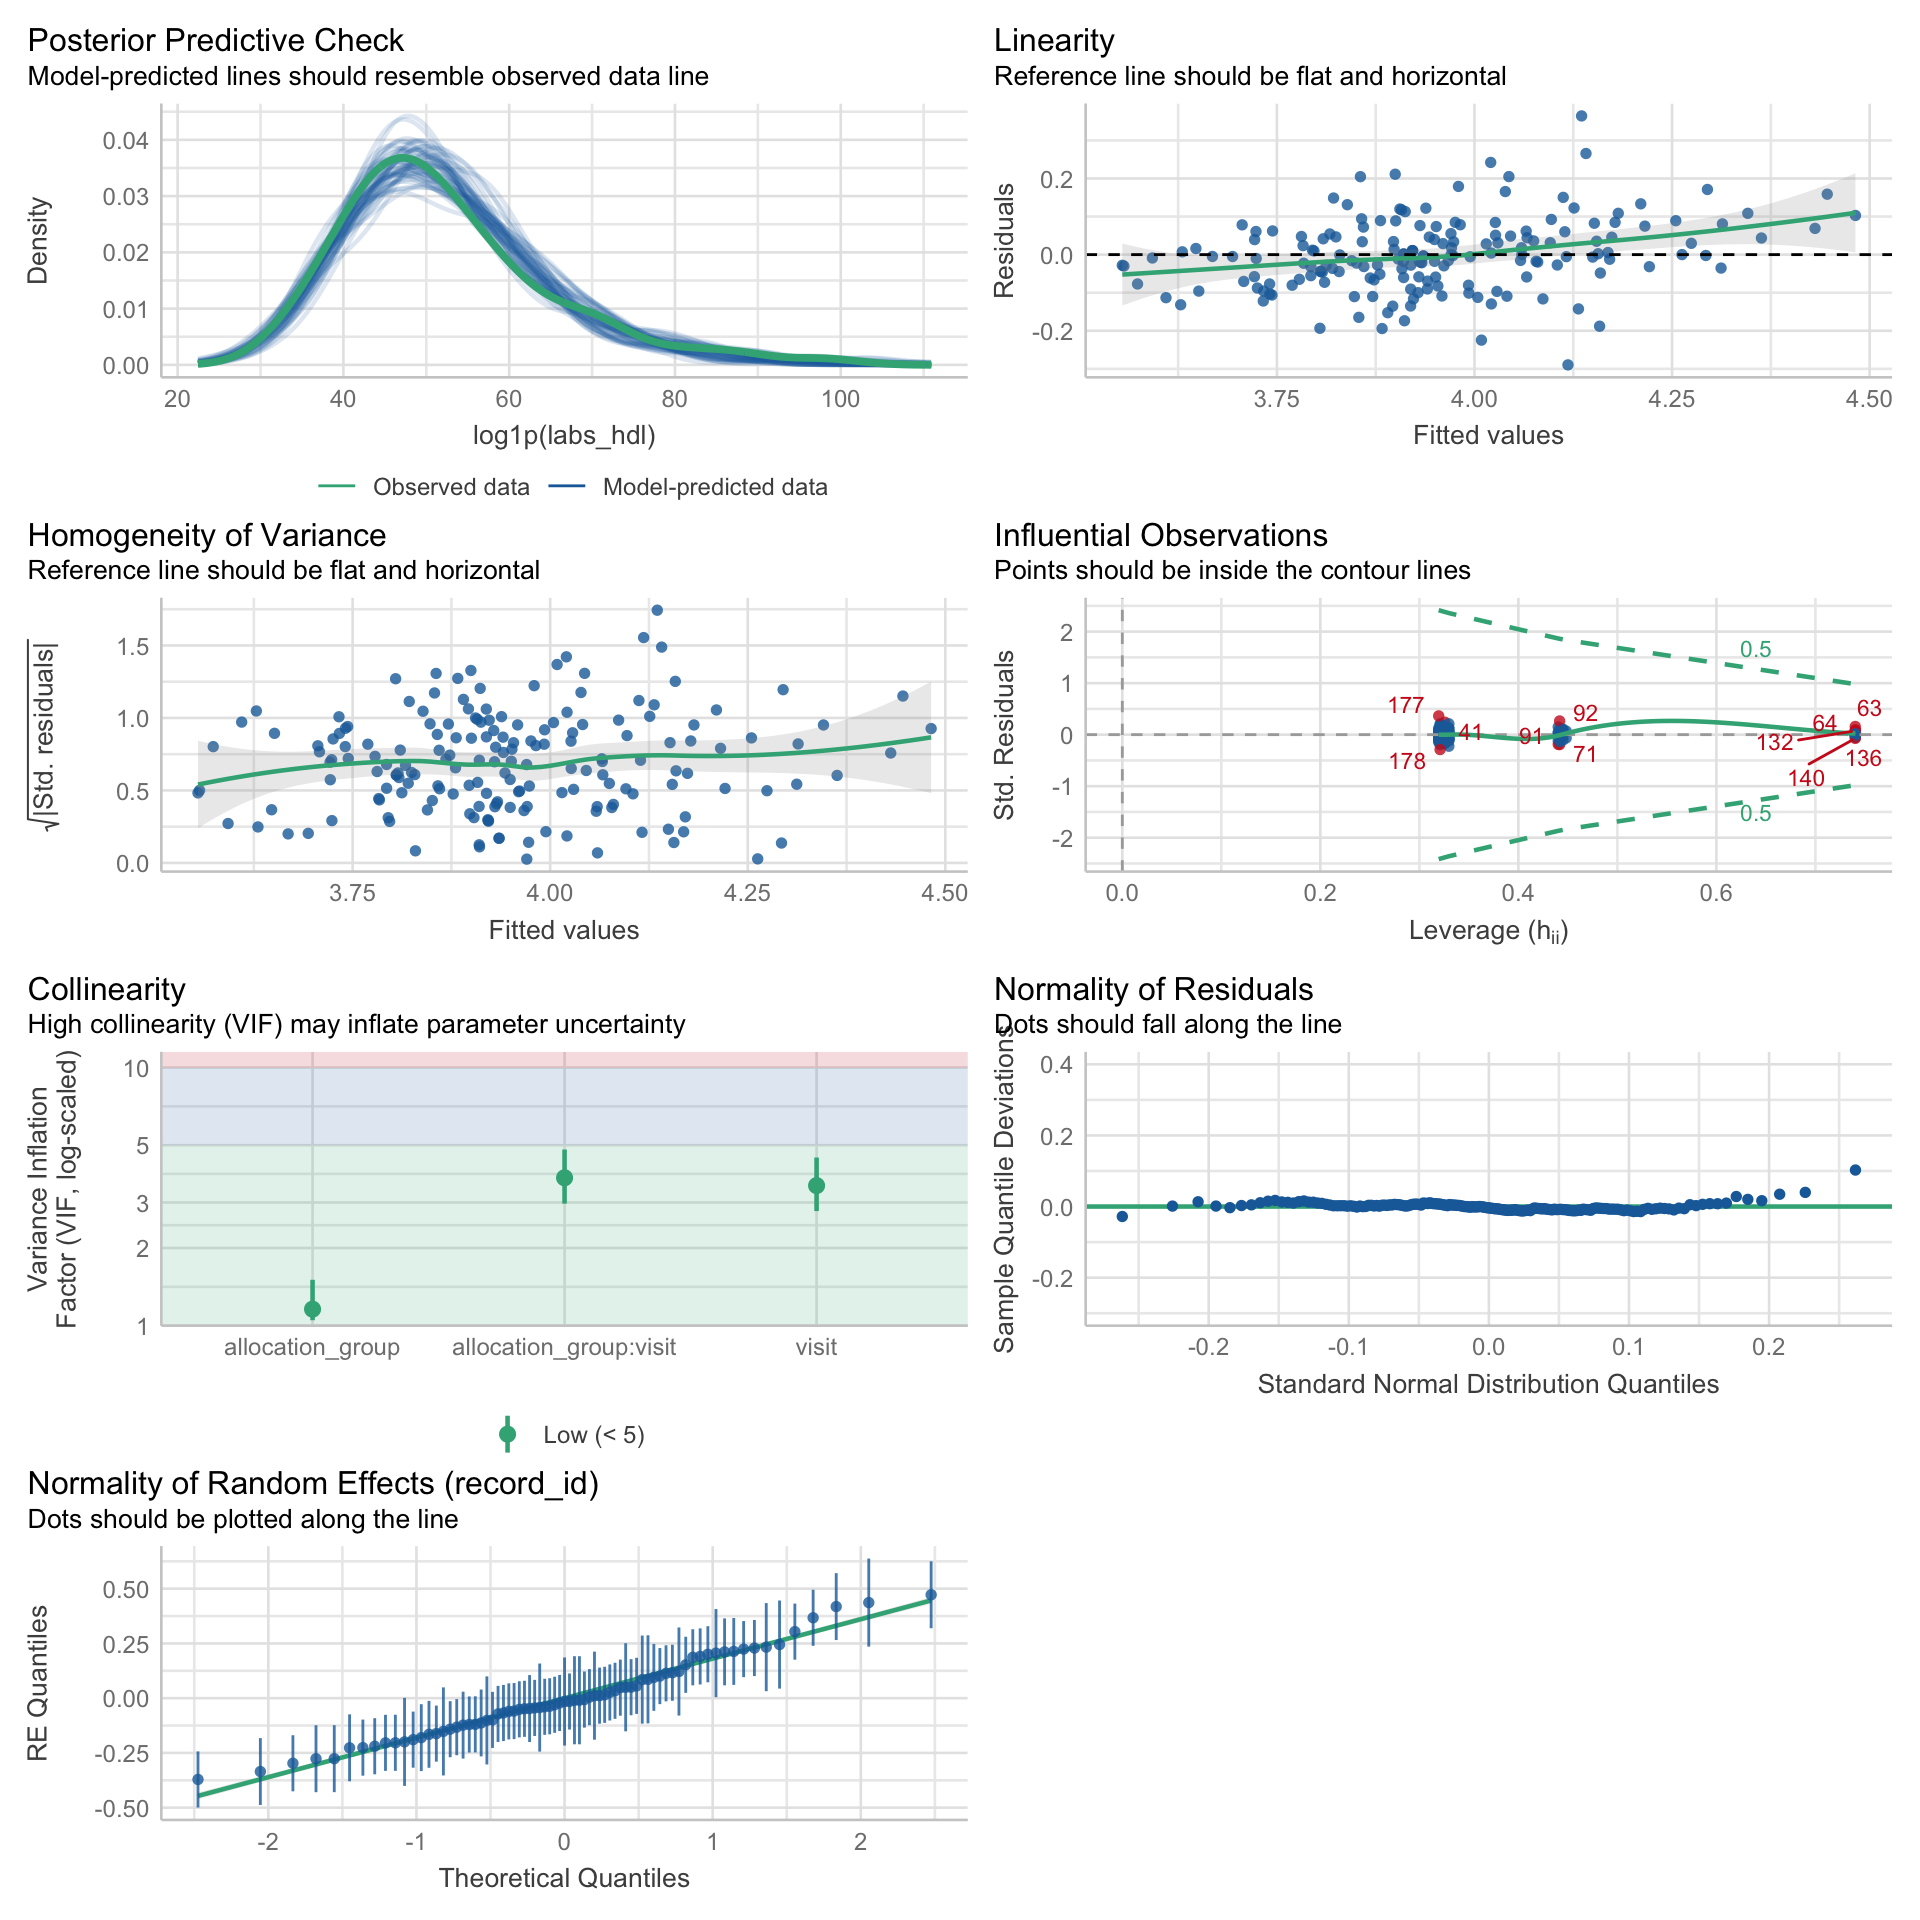 Posterior Predictive Check
Model-predicted lines should resemble observed data line
Density
0.04
0.03
0.02
0.01
0.00
20 40 60 80 100
log1p(labs_hdl)
Observed data Model-predicted data
Linearity
Reference line should be flat and horizontal
Residuals
0.2
0.0
-0.2
3.75 4.00 4.25 4.50
Fitted values
Homogeneity of Variance
Reference line should be flat and horizontal
√|Std. residuals|
1.5
1.0
0.5
0.0
3.75 4.00 4.25 4.50
Fitted values
Influential Observations
Points should be inside the contour lines
Std. Residuals
2
1
0
-1
-2
0.5
177
92
63
64
41
91
132
178
71
136
140
0.5
0.0 0.2 0.4 0.6
Leverage (hii)
Collinearity
High collinearity (VIF) may inflate parameter uncertainty
Variance Inflation
Factor (VIF, log-scaled)
10
5
3
2
1
allocation_group allocation_group:visit visit
Low (< 5)
Normality of Residuals
Dots should fall along the line
Sample Quantile Deviations
0.4
0.2
0.0
-0.2
-0.2 -0.1 0.0 0.1 0.2
Standard Normal Distribution Quantiles
Normality of Random Effects (record_id)
Dots should be plotted along the line
RE Quantiles
0.50
0.25
0.00
-0.25
-0.50
-2 -1 0 1 2
Theoretical Quantiles